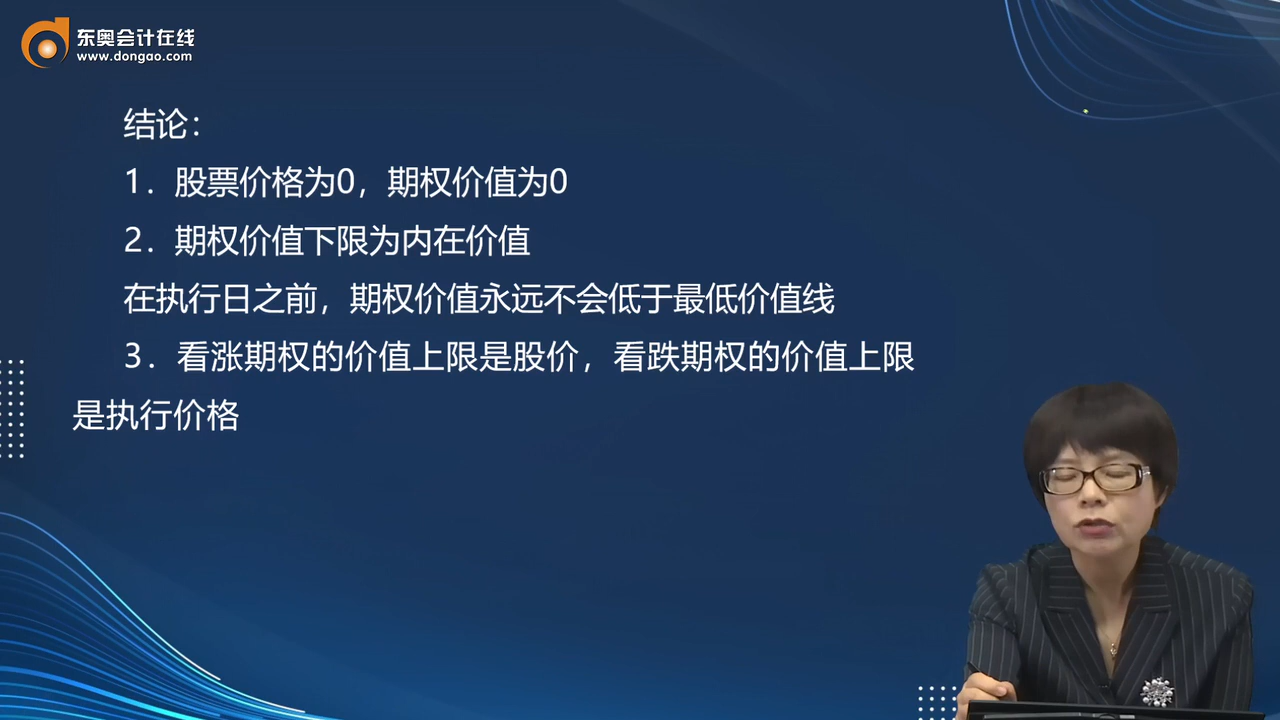 东奥会计在线
www.dongao.com
结论：
1．股票价格为0，期权价值为0
2．期权价值下限为内在价值
在执行日之前，期权价值永远不会低于最低价值线
3．看涨期权的价值上限是股价，看跌期权的价值上限
是执行价格